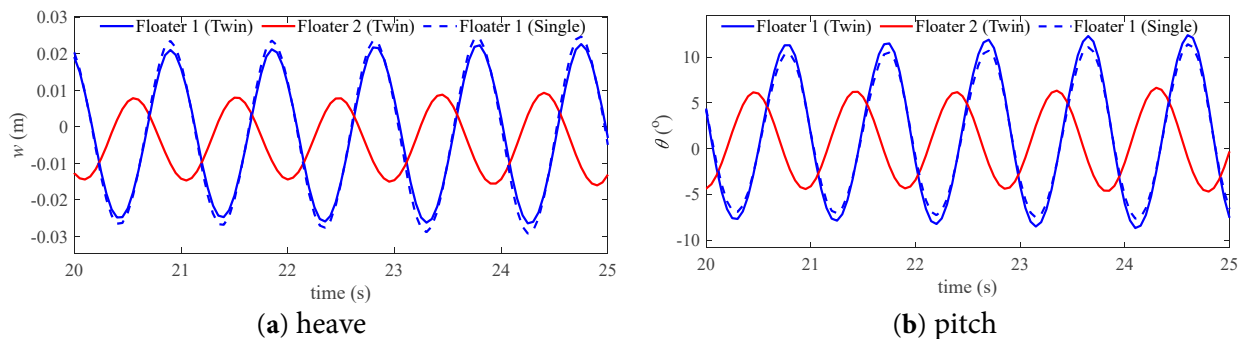 0.03
0.02
0.01
0
-0.01
-0.02
-0.03
w (m)
Floater 1 (Twin) Floater 2 (Twin) Floater 1 (Single)
20 21 22 23 24 25
time (s)
(a) heave
10
5
0
-5
-10
θ (°)
Floater 1 (Twin) Floater 2 (Twin) Floater 1 (Single)
20 21 22 23 24 25
time (s)
(b) pitch